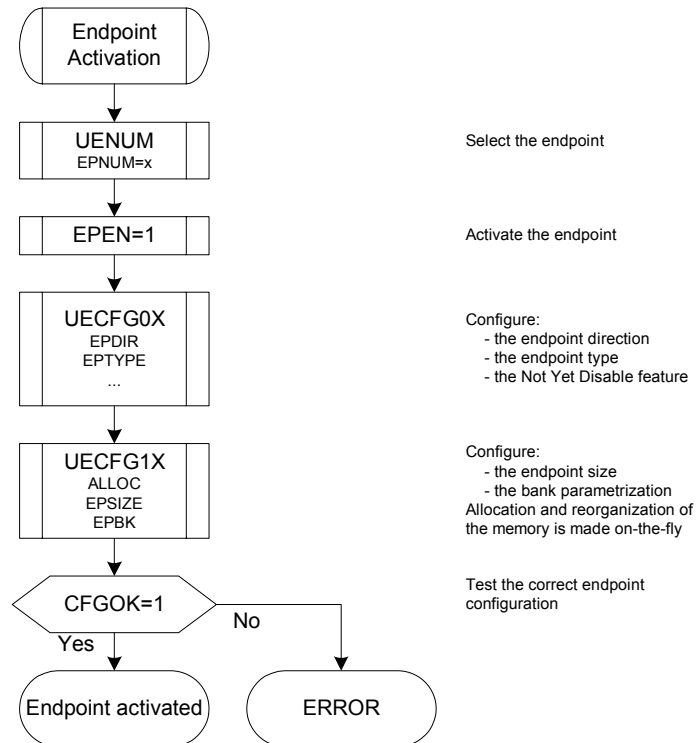 Endpoint
Activation
UENUM
EPNUM=x
Select the endpoint
EPEN=1
Activate the endpoint
UECFG0X
EPDIR
EPTYPE
...
Configure:
- the endpoint direction
- the endpoint type
- the Not Yet Disable feature
UECFG1X
ALLOC
EPSIZE
EPBK
Configure:
- the endpoint size
- the bank parametrization
Allocation and reorganization of
the memory is made on-the-fly
CFGOK=1
Test the correct endpoint
configuration
No
Yes
Endpoint activated
ERROR